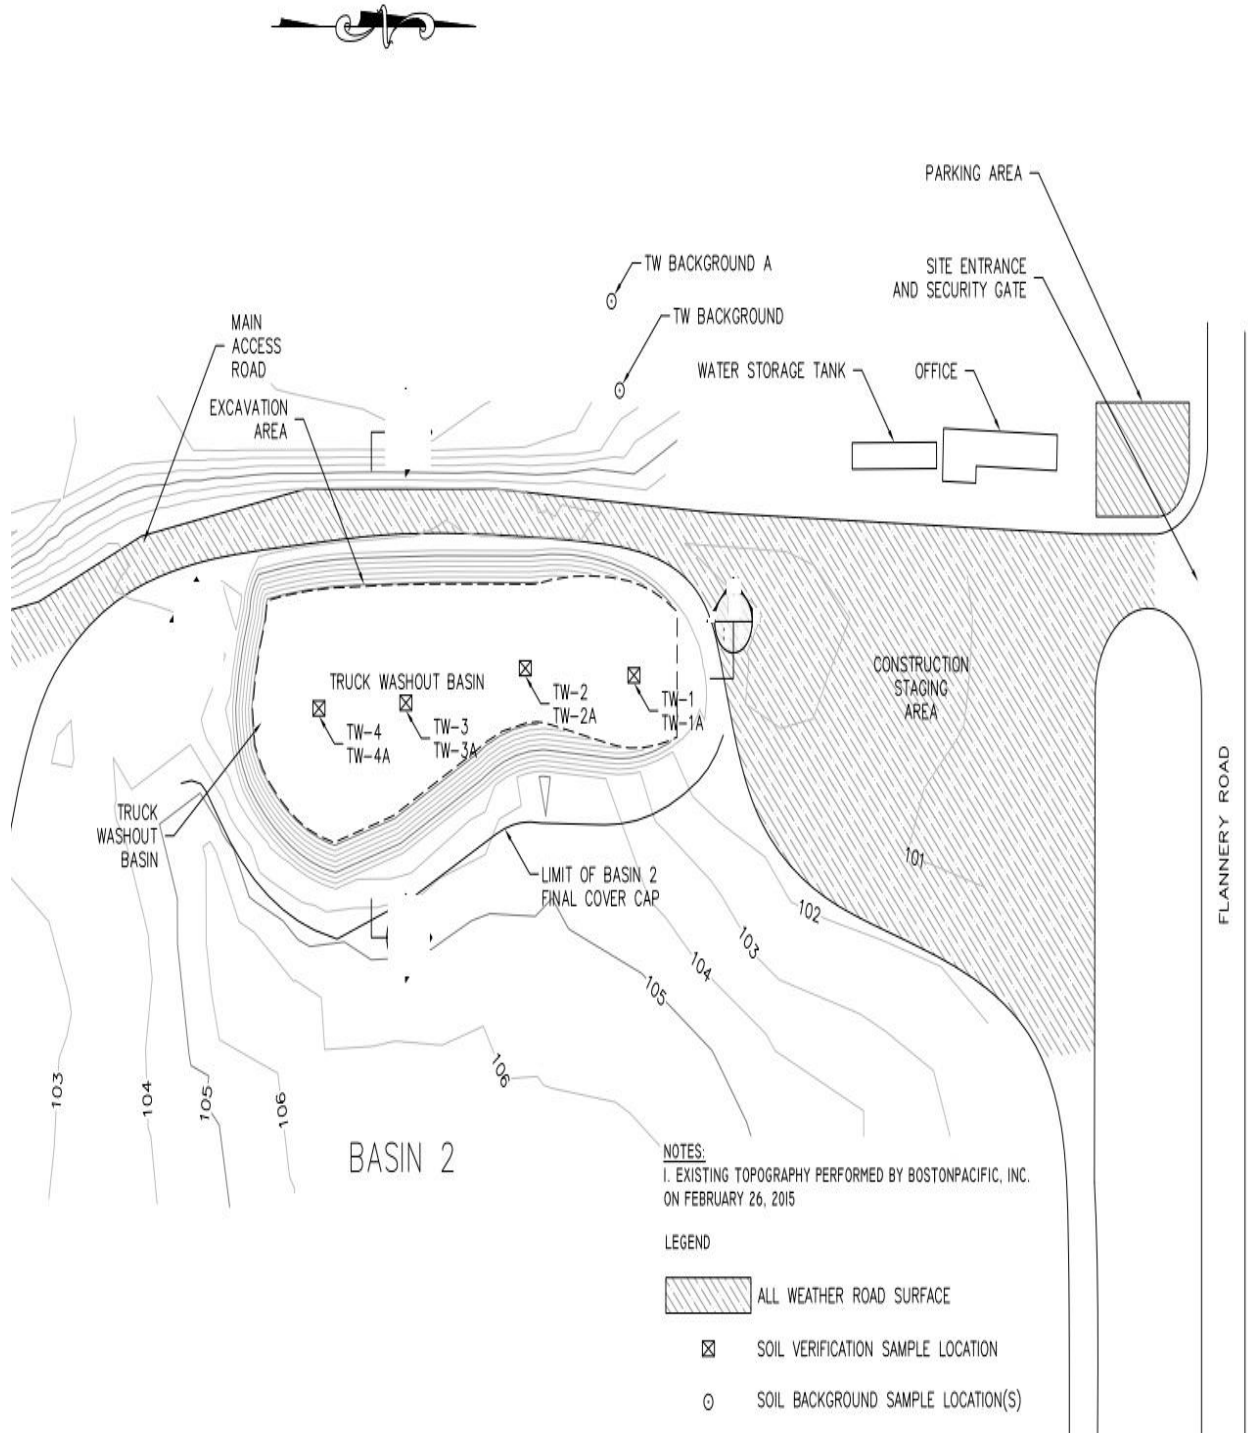 PARKING AREA
SITE ENTRANCE
AND SECURITY GATE
TW BACKGROUND A
TW BACKGROUND
WATER STORAGE TANK
OFFICE
MAIN
ACCESS
ROAD
EXCAVATION
AREA
TRUCK WASHOUT BASIN
TW-1
TW-1A
TW-2
TW-2A
TW-3
TW-3A
TW-4
TW-4A
CONSTRUCTION
STAGING
AREA
TRUCK
WASHOUT
BASIN
LIMIT OF BASIN 2
FINAL COVER CAP
FLANNERY ROAD
101
102
103
104
105
106
103
104
105
106
BASIN 2
NOTES:
1. EXISTING TOPOGRAPHY PERFORMED BY BOSTONPACIFIC, INC.
ON FEBRUARY 26, 2015
LEGEND
ALL WEATHER ROAD SURFACE
SOIL VERIFICATION SAMPLE LOCATION
SOIL BACKGROUND SAMPLE LOCATION(S)